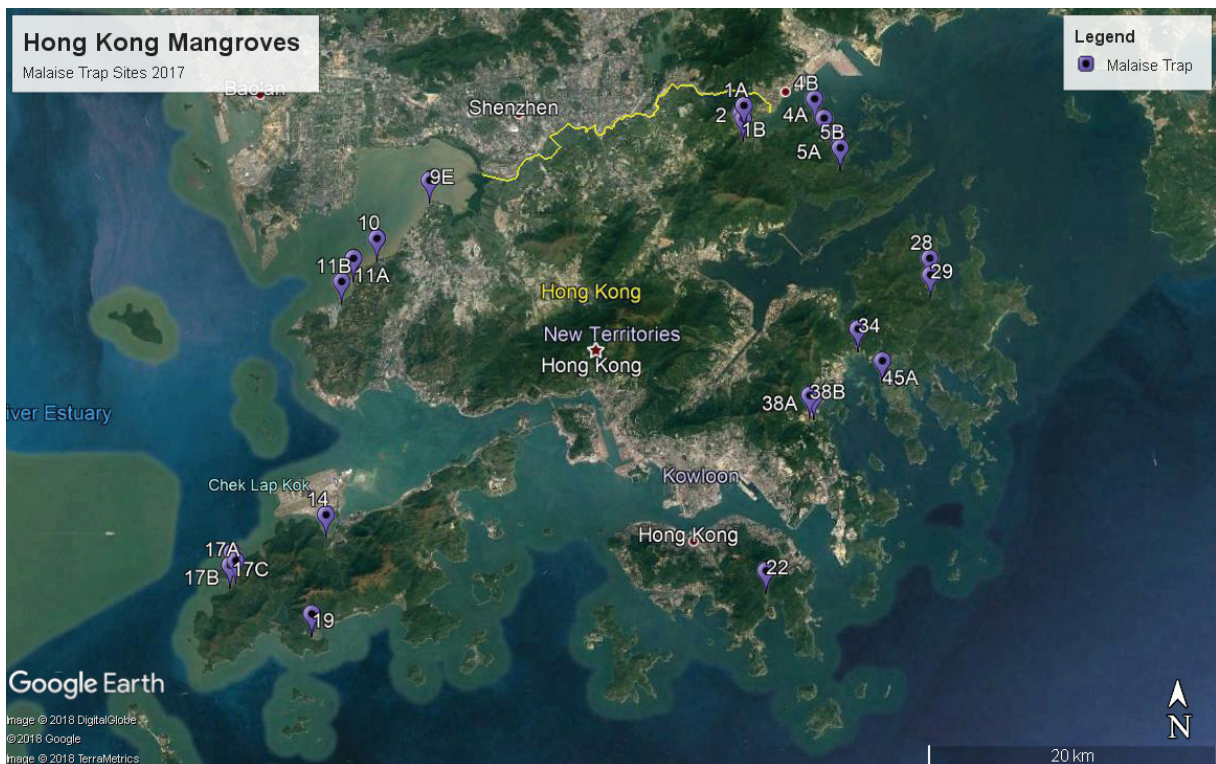 Hong Kong Mangroves
Malaise Trap Sites 2017
Legend
Malaise Trap
Bao'an
Shenzhen
1A
2
1B
4B
4A
5B
5A
9E
10
11B
11A
28
29
Hong Kong
New Territories
Hong Kong
34
45A
38A
38B
iver Estuary
Kowloon
Chek Lap Kok
14
Hong Kong
17A
17B
17C
22
19
Google Earth
Image © 2018 DigitalGlobe
© 2018 Google
Image © 2018 TerraMetrics
N
20 km